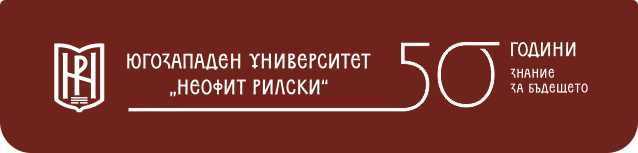 ЮГОЗАПАДЕН УНИВЕРСИТЕТ
„НЕОФИТ РИЛСКИ“
50
ГОДИНИ
ЗНАНИЕ
ЗА БЪДЕЩЕТО